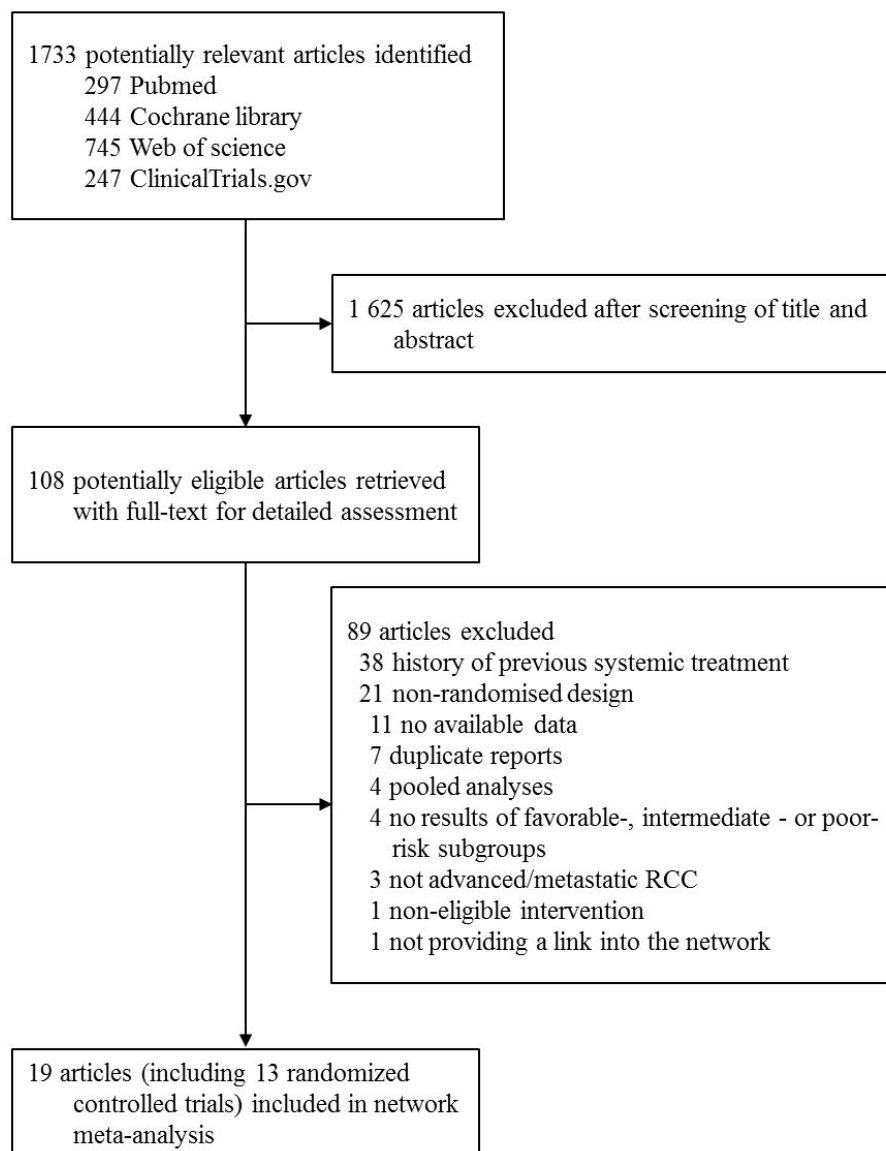 1733 potentially relevant articles identified
297 Pubmed
444 Cochrane library
745 Web of science
247 ClinicalTrials.gov
1 625 articles excluded after screening of title and
abstract
108 potentially eligible articles retrieved
with full-text for detailed assessment
89 articles excluded
38 history of previous systemic treatment
21 non-randomised design
11 no available data
7 duplicate reports
4 pooled analyses
4 no results of favorable-, intermediate - or poor-
risk subgroups
3 not advanced/metastatic RCC
1 non-eligible intervention
1 not providing a link into the network
19 articles (including 13 randomized
controlled trials) included in network
meta-analysis